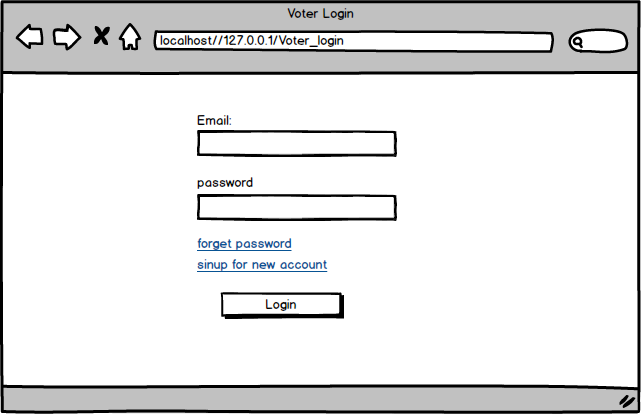 Voter Login
localhost//127.0.0.1/Voter_login
Email:
password
forget password
sinup for new account
Login